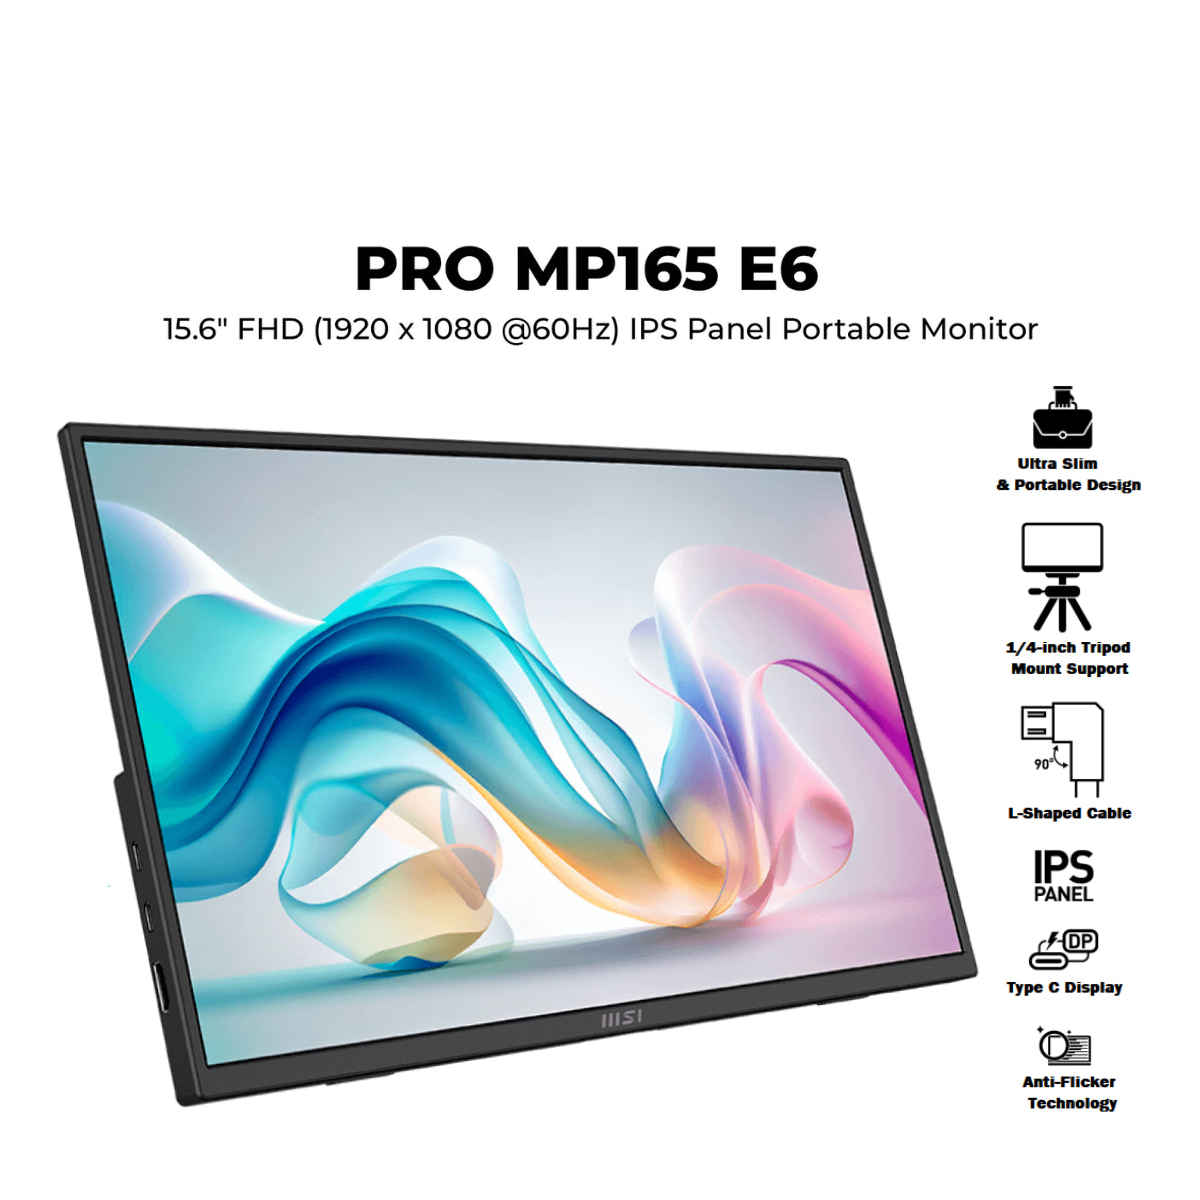 PRO MP165 E6
15.6" FHD (1920 x 1080 @60Hz) IPS Panel Portable Monitor
Ultra Slim
& Portable Design
1/4-inch Tripod
Mount Support
90°
L-Shaped Cable
IPS
PANEL
DP
Type C Display
Anti-Flicker
Technology
msi